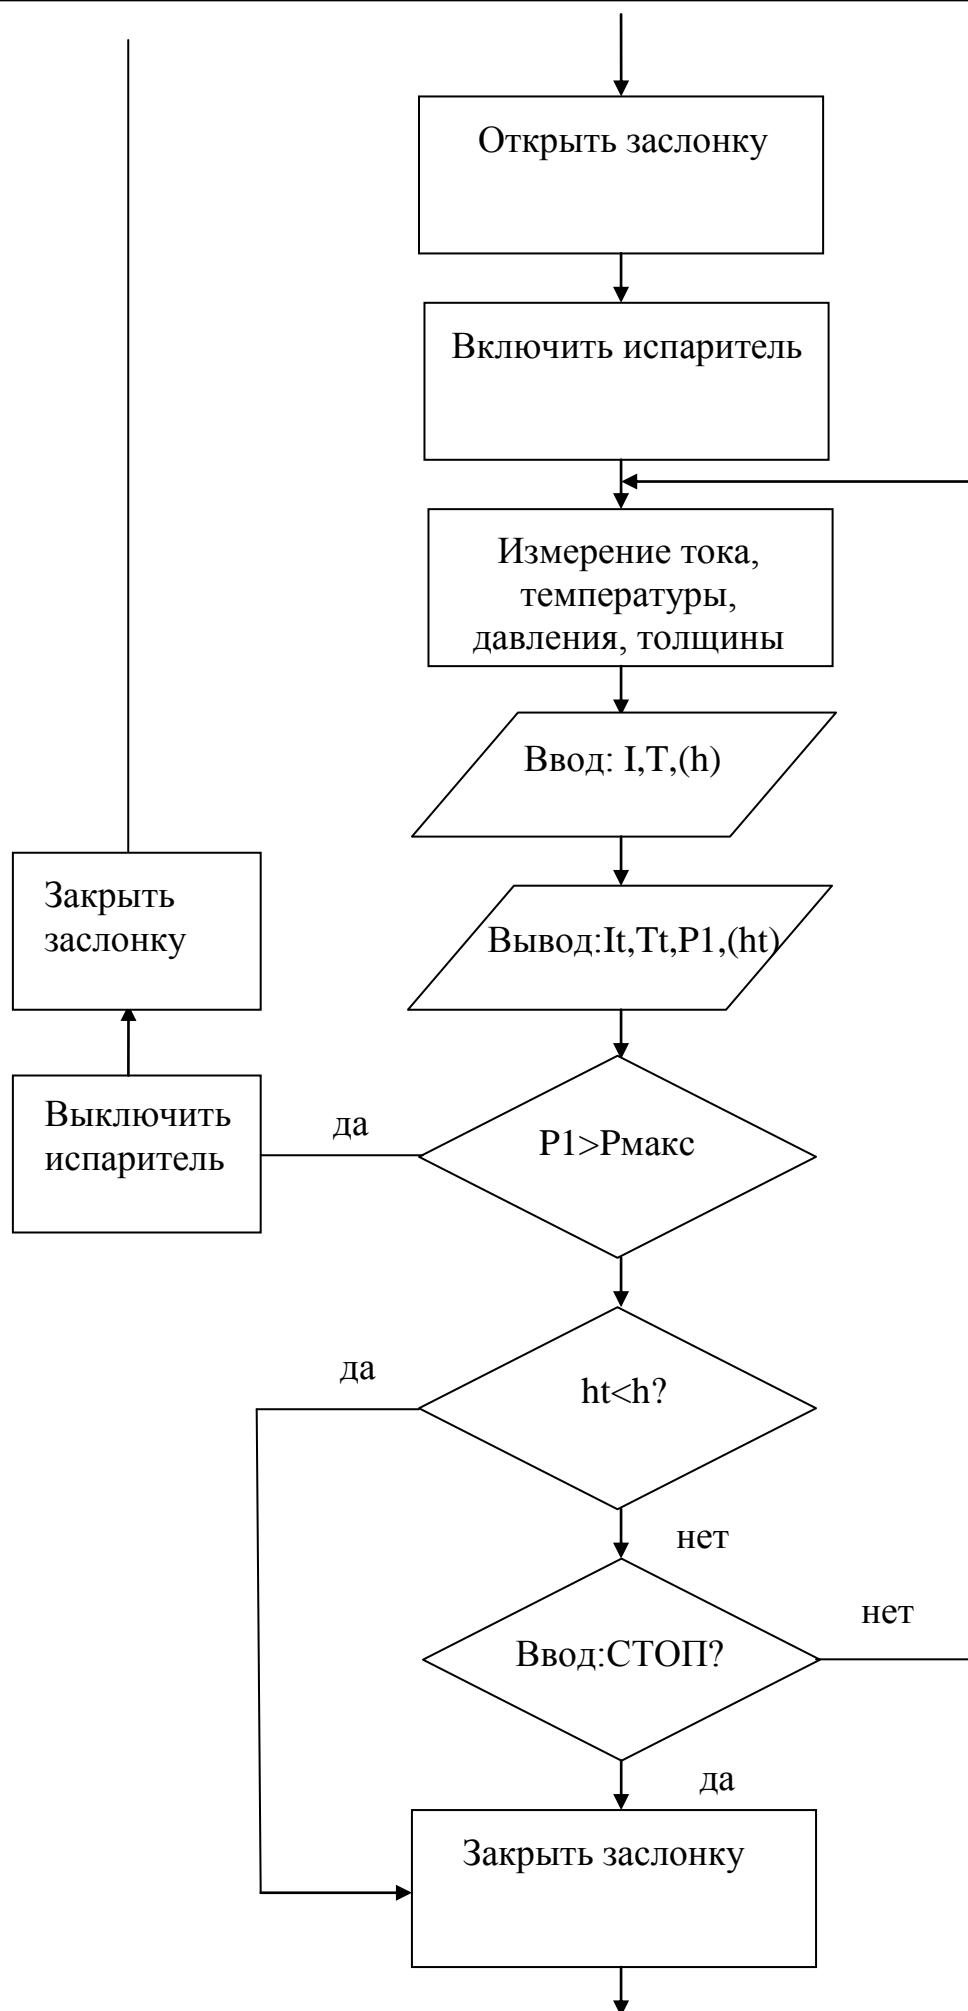 Открыть заслонку
Включить испаритель
Измерение тока,
температуры,
давления, толщины
Ввод: I,T,(h)
Закрыть
заслонку
Вывод:It,Tt,P1,(ht)
Выключить
испаритель
да
P1>Pмакс
да
ht<h?
нет
нет
Ввод:СТОП?
да
Закрыть заслонку